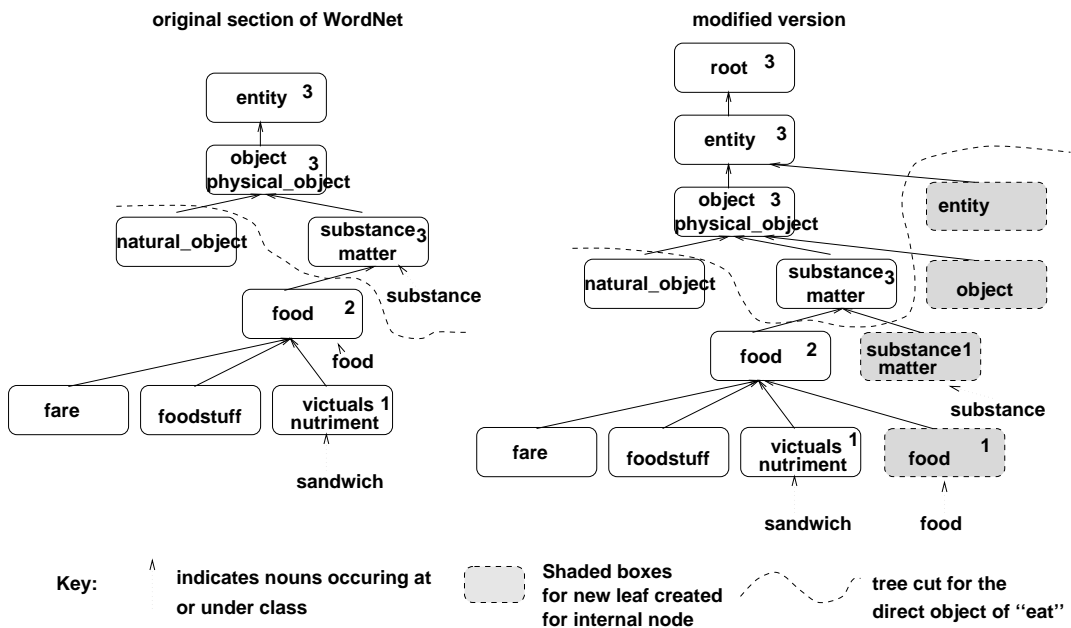 original section of WordNet
entity 3
object 3
physical_object
natural_object
substance 3
matter
substance
food 2
food
fare
foodstuff
victuals 1
nutriment
sandwich
modified version
root 3
entity 3
object 3
physical_object
entity
natural_object
substance 3
matter
object
food 2
substance 1
matter
substance
fare
foodstuff
victuals 1
nutriment
food 1
sandwich
food
Key:
indicates nouns occuring at
or under class
Shaded boxes
for new leaf created
for internal node
tree cut for the
direct object of “eat”